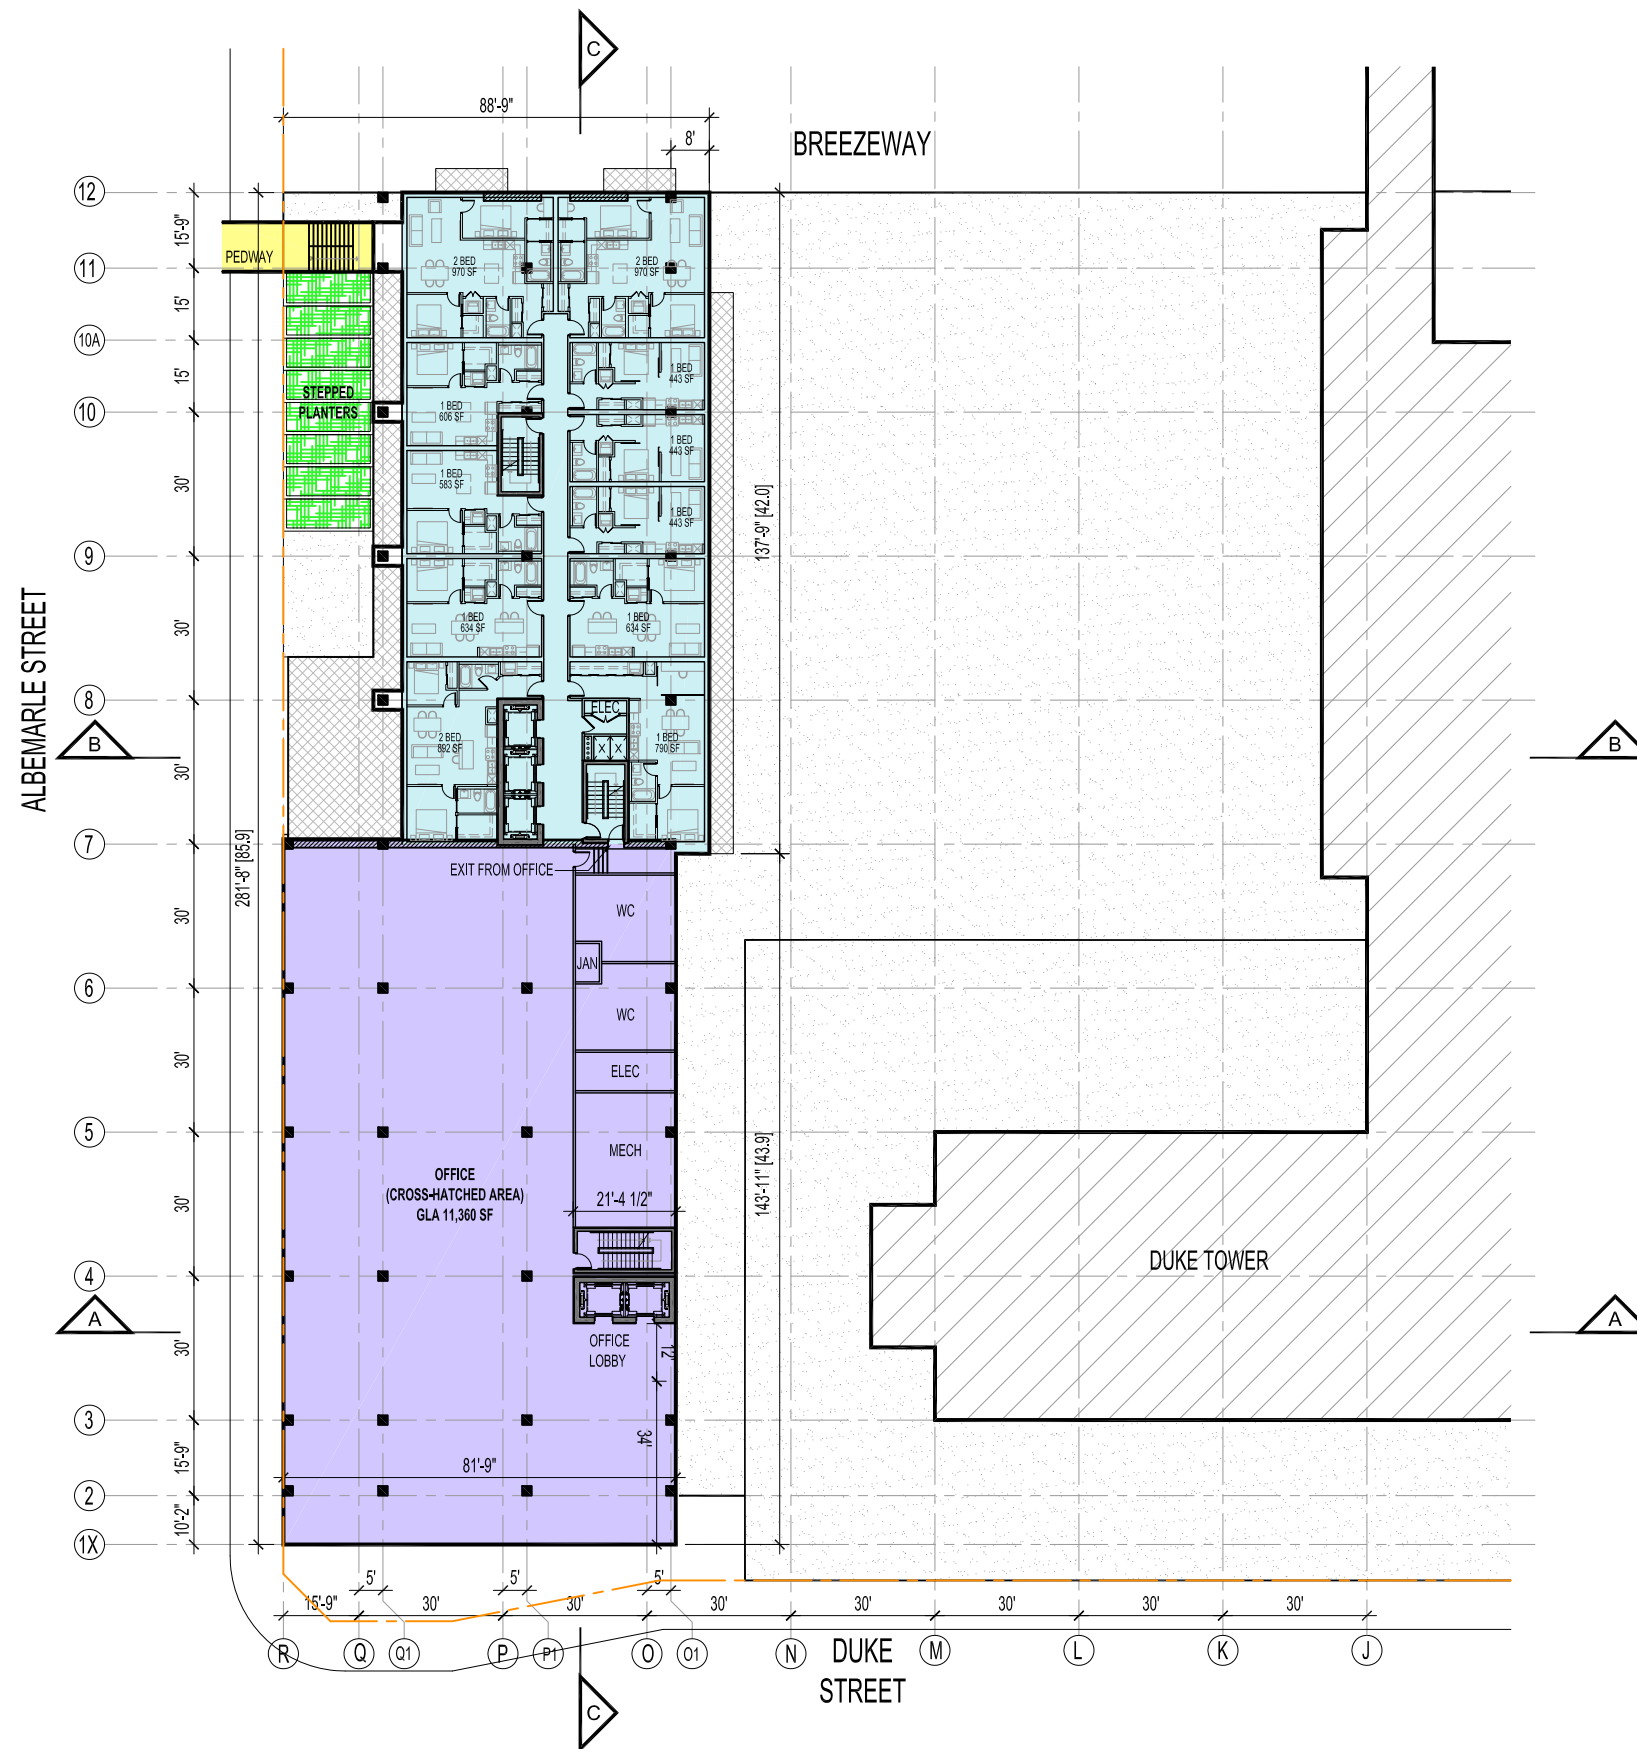 C
88'-9"
8'
BREEZEWAY
12
15'-9"
PEDWAY
11
2 BED
970 SF
2 BED
970 SF
15'
10A
15'
STEPPED
PLANTERS
1 BED
443 SF
10
1 BED
606 SF
1 BED
443 SF
30'
1 BED
583 SF
1 BED
443 SF
137'-9" [42.0]
9
ALBEMARLE STREET
30'
1 BED
634 SF
1 BED
634 SF
8
ELEC
B
2 BED
892 SF
X X
1 BED
790 SF
B
30'
7
281'-8" [85.9]
EXIT FROM OFFICE
30'
WC
JAN
6
WC
30'
ELEC
5
MECH
143'-11" [43.9]
OFFICE
(CROSS-HATCHED AREA)
GLA 11,360 SF
21'-4 1/2"
30'
DUKE TOWER
4
A
OFFICE
LOBBY
12'
A
30'
3
34'
15'-9"
81'-9"
2
10'-2"
1X
5'
5'
5'
15'-9"
30'
30'
30'
30'
30'
30'
30'
R
Q
Q1
P
P1
O
O1
N
M
L
K
J
DUKE
STREET
C